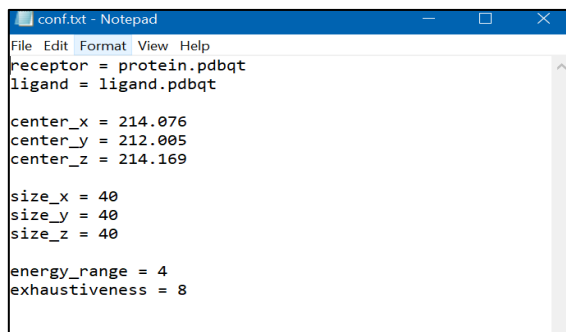 conf.txt - Notepad
File Edit Format View Help
receptor = protein.pdbqt
ligand = ligand.pdbqt
center_x = 214.076
center_y = 212.005
center_z = 214.169
size_x = 40
size_y = 40
size_z = 40
energy_range = 4
exhaustiveness = 8